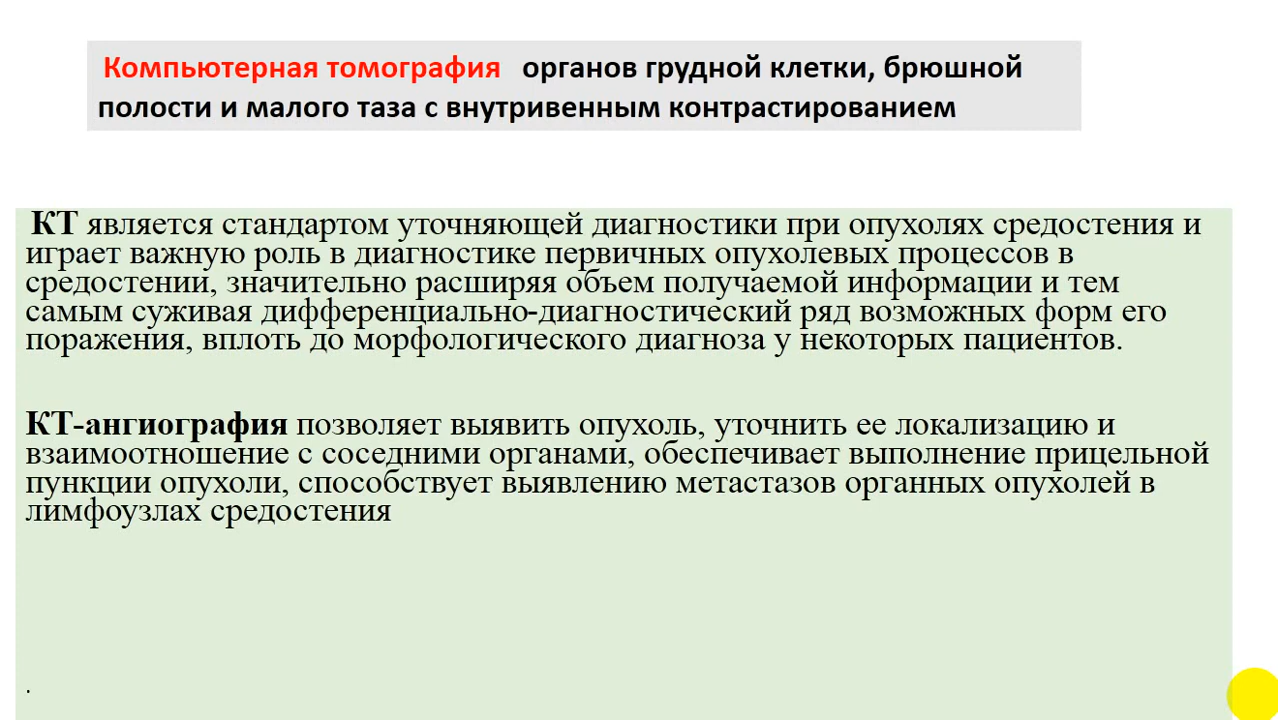 Компьютерная томография органов грудной клетки, брюшной
полости и малого таза с внутривенным контрастированием
КТ является стандартом уточняющей диагностики при опухолях средостения и
играет важную роль в диагностике первичных опухолевых процессов в
средостении, значительно расширяя объем получаемой информации и тем
самым суживая дифференциально-диагностический ряд возможных форм его
поражения, вплоть до морфологического диагноза у некоторых пациентов.
КТ-ангиография позволяет выявить опухоль, уточнить ее локализацию и
взаимоотношение с соседними органами, обеспечивает выполнение прицельной
пункции опухоли, способствует выявлению метастазов органных опухолей в
лимфоузлах средостения
.